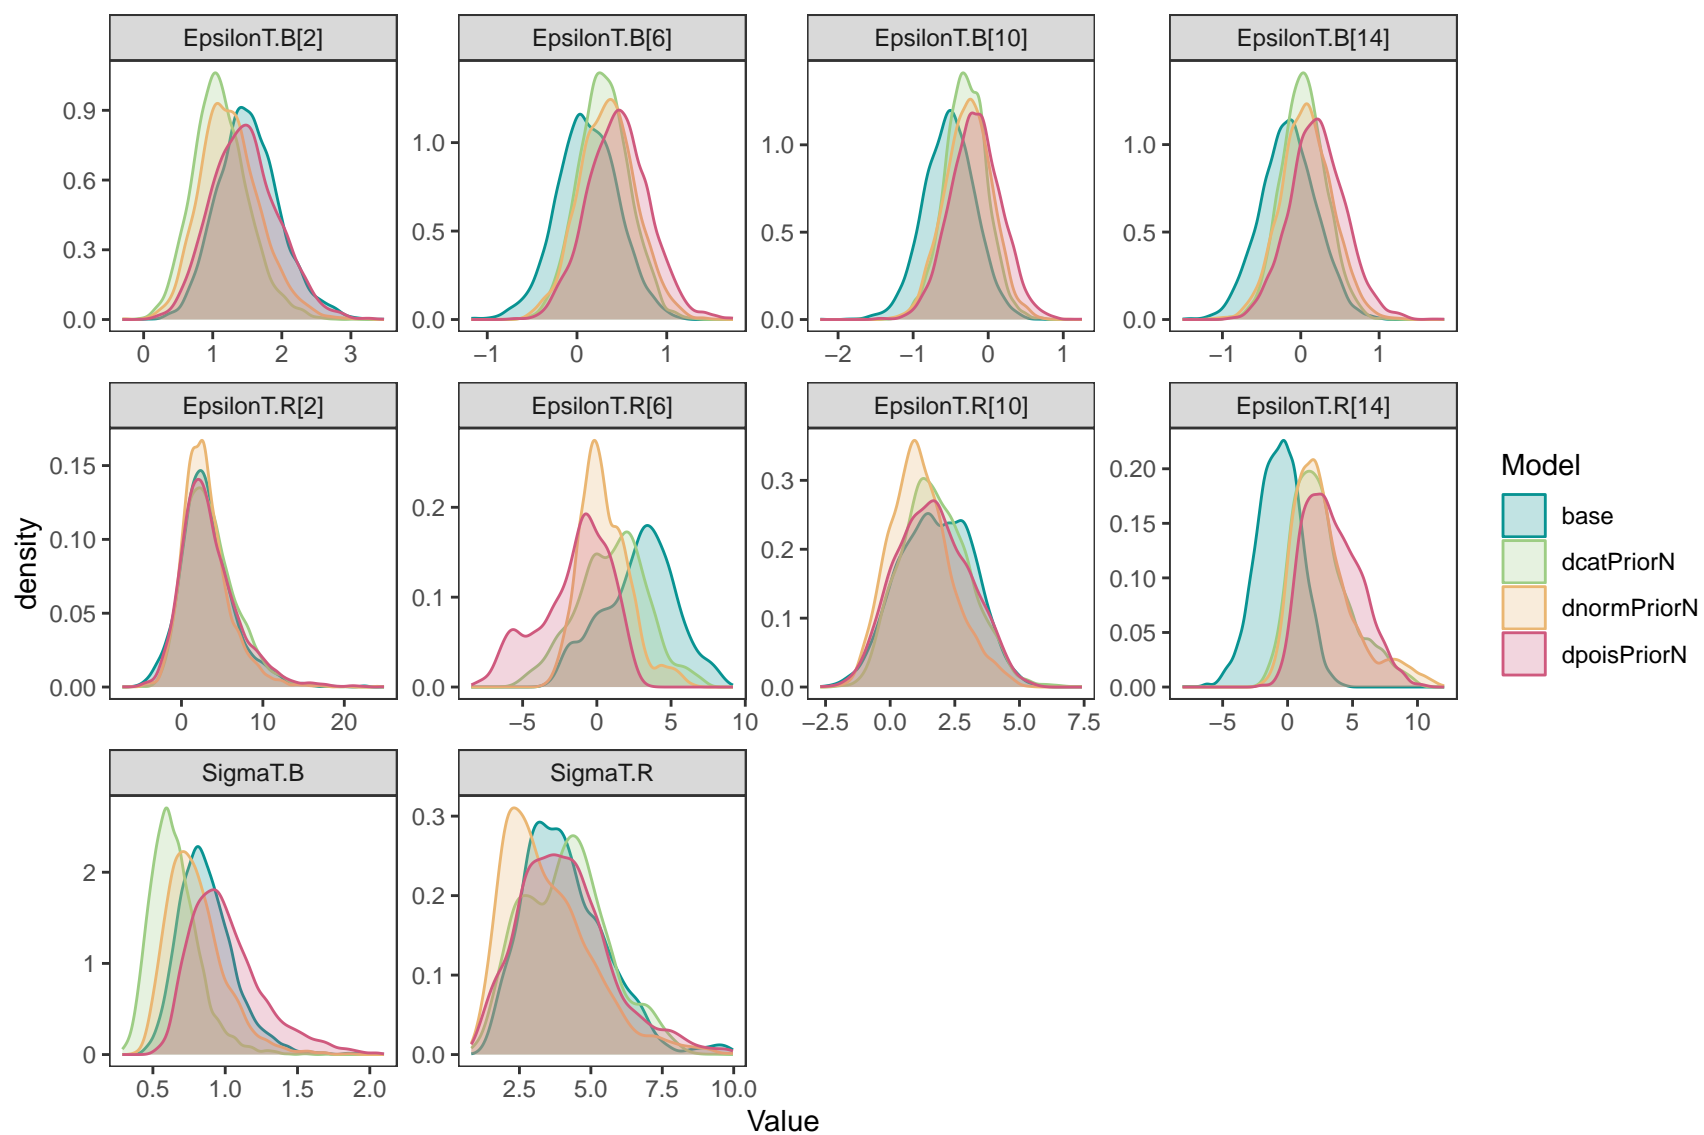 EpsilonT.B[2] EpsilonT.B[6] EpsilonT.B[10] EpsilonT.B[14]
0.9
0.6
0.3
0.0
1.0
0.5
0.0
1.0
0.5
0.0
1.0
0.5
0.0
0 1 2 3
−1 0 1
−2 −1 0 1
−1 0 1
EpsilonT.R[2] EpsilonT.R[6] EpsilonT.R[10] EpsilonT.R[14]
0.15
0.10
0.05
0.00
0.2
0.1
0.0
0.3
0.2
0.1
0.0
0.20
0.15
0.10
0.05
0.00
0 10 20
−5 0 5 10
−2.5 0.0 2.5 5.0 7.5
−5 0 5 10
SigmaT.B SigmaT.R
2
1
0
0.3
0.2
0.1
0.0
0.5 1.0 1.5 2.0
2.5 5.0 7.5 10.0
density
Value
Model
base
dcatPriorN
dnormPriorN
dpoisPriorN